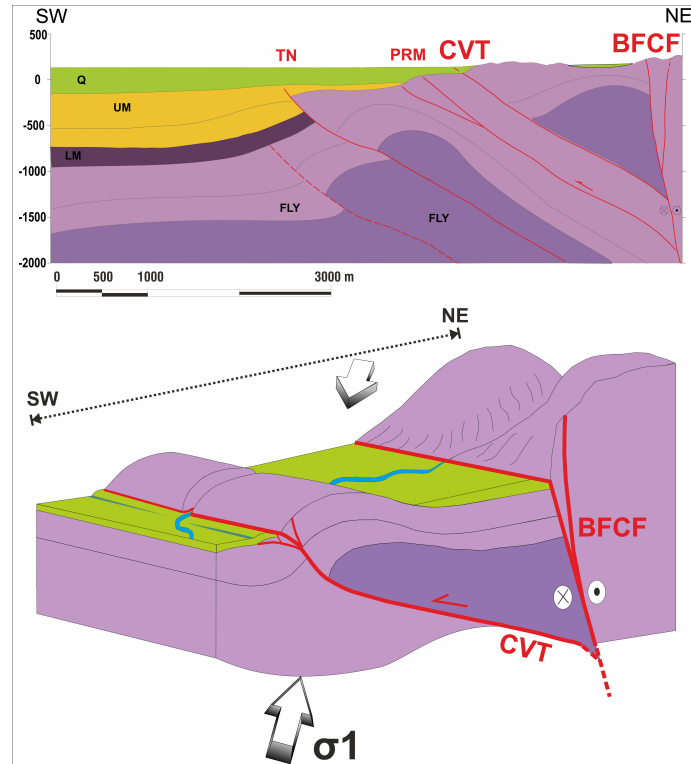 SW
NE
500
0
-500
-1000
-1500
-2000
TN
PRM
CVT
BFCF
Q
UM
LM
FLY
FLY
0 500 1000 3000 m
NE
SW
BFCF
CVT
σ1